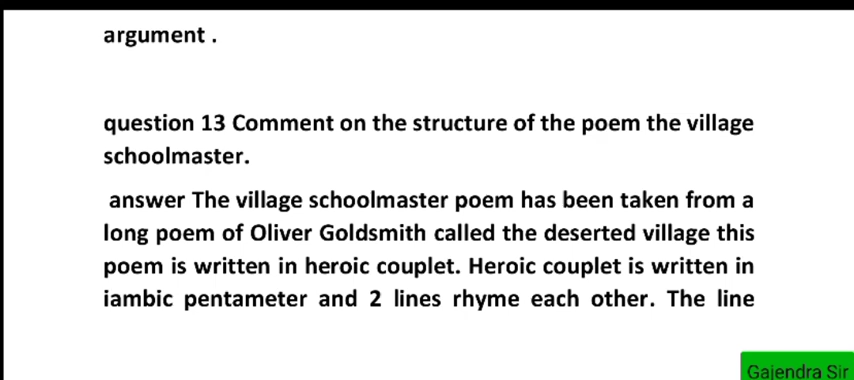 argument .
question 13 Comment on the structure of the poem the village
schoolmaster.
answer The village schoolmaster poem has been taken from a
long poem of Oliver Goldsmith called the deserted village this
poem is written in heroic couplet. Heroic couplet is written in
iambic pentameter and 2 lines rhyme each other. The line
Gajendra Sir